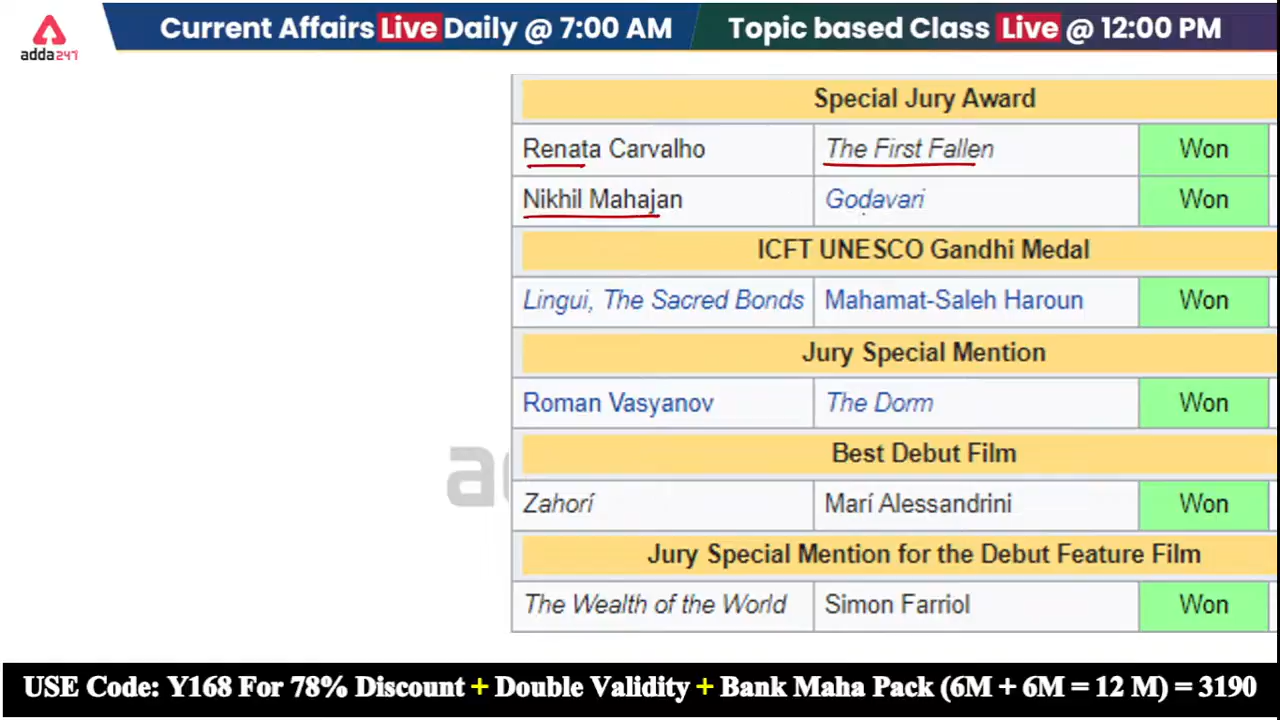 Current Affairs Live Daily @ 7:00 AM
Topic based Class Live @ 12:00 PM
adda247
Special Jury Award
Renata Carvalho The First Fallen Won
Nikhil Mahajan Godavari Won
ICFT UNESCO Gandhi Medal
Lingui, The Sacred Bonds Mahamat-Saleh Haroun Won
Jury Special Mention
Roman Vasyanov The Dorm Won
Best Debut Film
Zahorí Marí Alessandrini Won
Jury Special Mention for the Debut Feature Film
The Wealth of the World Simon Farriol Won
USE Code: Y168 For 78% Discount + Double Validity + Bank Maha Pack (6M + 6M = 12 M) = 3190